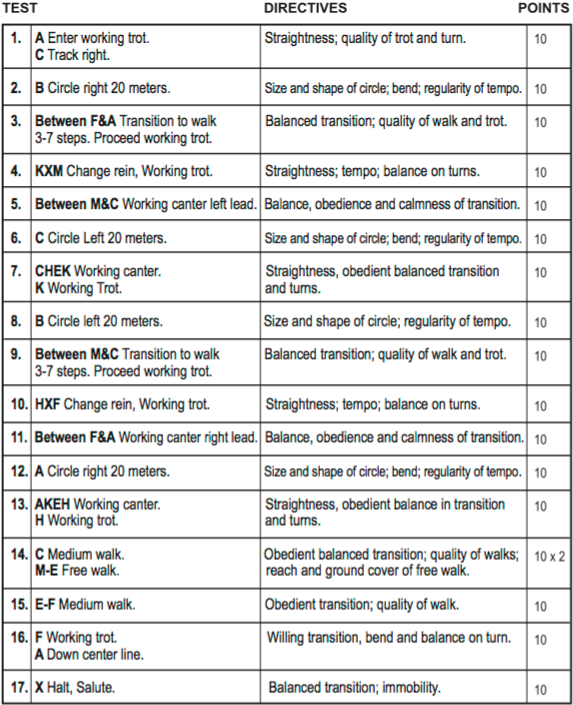 TEST DIRECTIVES POINTS
1. A Enter working trot. Straightness; quality of trot and turn. 10
C Track right.
2. B Circle right 20 meters. Size and shape of circle; bend; regularity of tempo. 10
3. Between F&A Transition to walk Balanced transition; quality of walk and trot. 10
3-7 steps. Proceed working trot.
4. KXM Change rein, Working trot. Straightness; tempo; balance on turns. 10
5. Between M&C Working canter left lead. Balance, obedience and calmness of transition. 10
6. C Circle Left 20 meters. Size and shape of circle; bend; regularity of tempo. 10
7. CHEK Working canter. Straightness, obedient balanced transition 10
K Working Trot. and turns.
8. B Circle left 20 meters. Size and shape of circle; regularity of tempo. 10
9. Between M&C Transition to walk Balanced transition; quality of walk and trot. 10
3-7 steps. Proceed working trot.
10. HXF Change rein, Working trot. Straightness; tempo; balance on turns. 10
11. Between F&A Working canter right lead. Balance, obedience and calmness of transition. 10
12. A Circle right 20 meters. Size and shape of circle; bend; regularity of tempo. 10
13. AKEH Working canter. Straightness, obedient balance in transition 10
H Working trot. and turns.
14. C Medium walk. Obedient balanced transition; quality of walks; 10 x 2
M-E Free walk. reach and ground cover of free walk.
15. E-F Medium walk. Obedient transition; quality of walk. 10
16. F Working trot. Willing transition, bend and balance on turn. 10
A Down center line.
17. X Halt, Salute. Balanced transition; immobility. 10